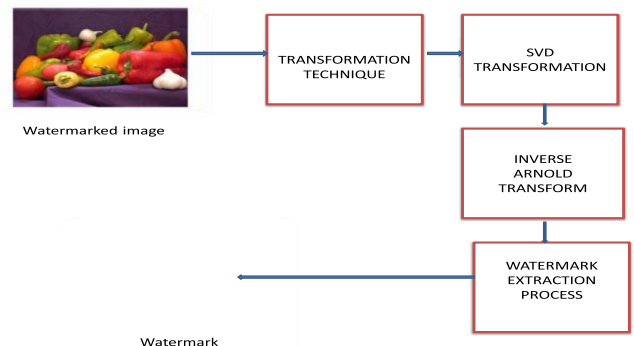 TRANSFORMATION
TECHNIQUE
SVD
TRANSFORMATION
Watermarked image
INVERSE
ARNOLD
TRANSFORM
WATERMARK
EXTRACTION
PROCESS
Watermark